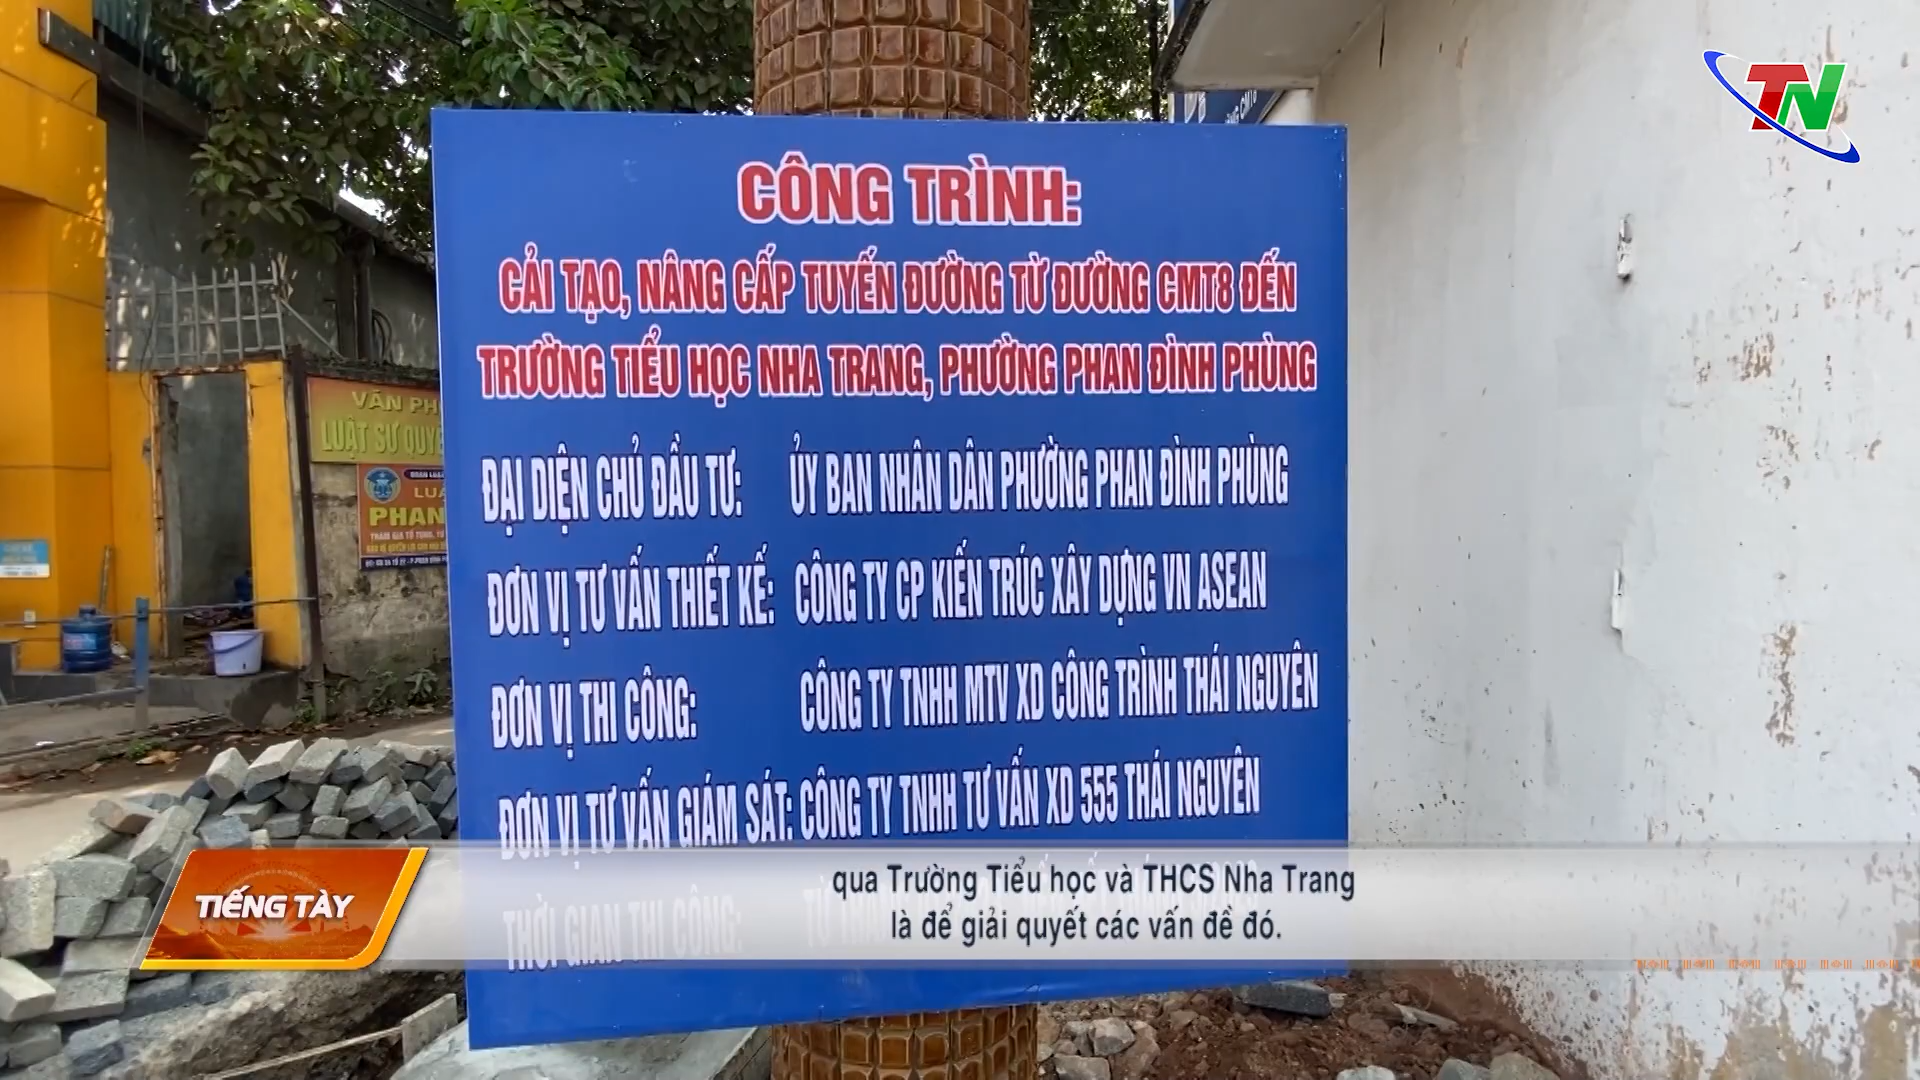 TN
CÔNG TRÌNH:
CẢI TẠO, NÂNG CẤP TUYẾN ĐƯỜNG TỪ ĐƯỜNG CMT8 ĐẾN
TRƯỜNG TIỂU HỌC NHA TRANG, PHƯỜNG PHAN ĐÌNH PHÙNG
ĐẠI DIỆN CHỦ ĐẦU TƯ: ỦY BAN NHÂN DÂN PHƯỜNG PHAN ĐÌNH PHÙNG
ĐƠN VỊ TƯ VẤN THIẾT KẾ: CÔNG TY CP KIẾN TRÚC XÂY DỰNG VN ASEAN
ĐƠN VỊ THI CÔNG: CÔNG TY TNHH MTV XD CÔNG TRÌNH THÁI NGUYÊN
ĐƠN VỊ TƯ VẤN GIÁM SÁT: CÔNG TY TNHH TƯ VẤN XD 555 THÁI NGUYÊN
THỜI GIAN THI CÔNG:
VĂN PH
LUẬT SƯ QUYẾ
PHAN
TIẾNG TÀY
qua Trường Tiểu học và THCS Nha Trang
là để giải quyết các vấn đề đó.